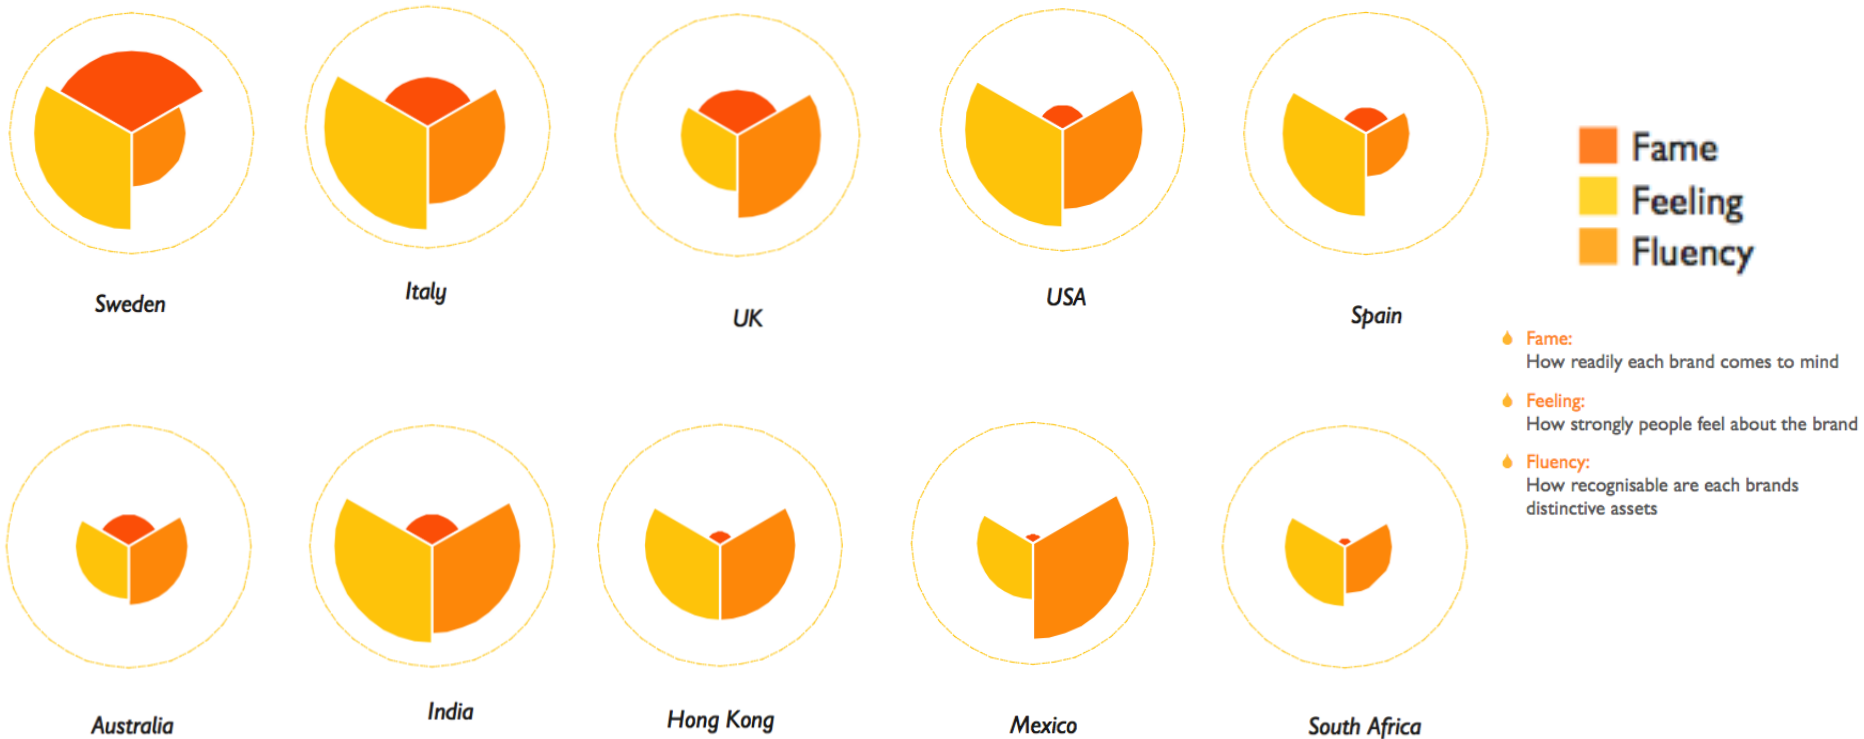 Fame
Feeling
Fluency
Sweden
Italy
UK
USA
Spain
Fame:
How readily each brand comes to mind
Feeling:
How strongly people feel about the brand
Fluency:
How recognisable are each brands
distinctive assets
Australia
India
Hong Kong
Mexico
South Africa